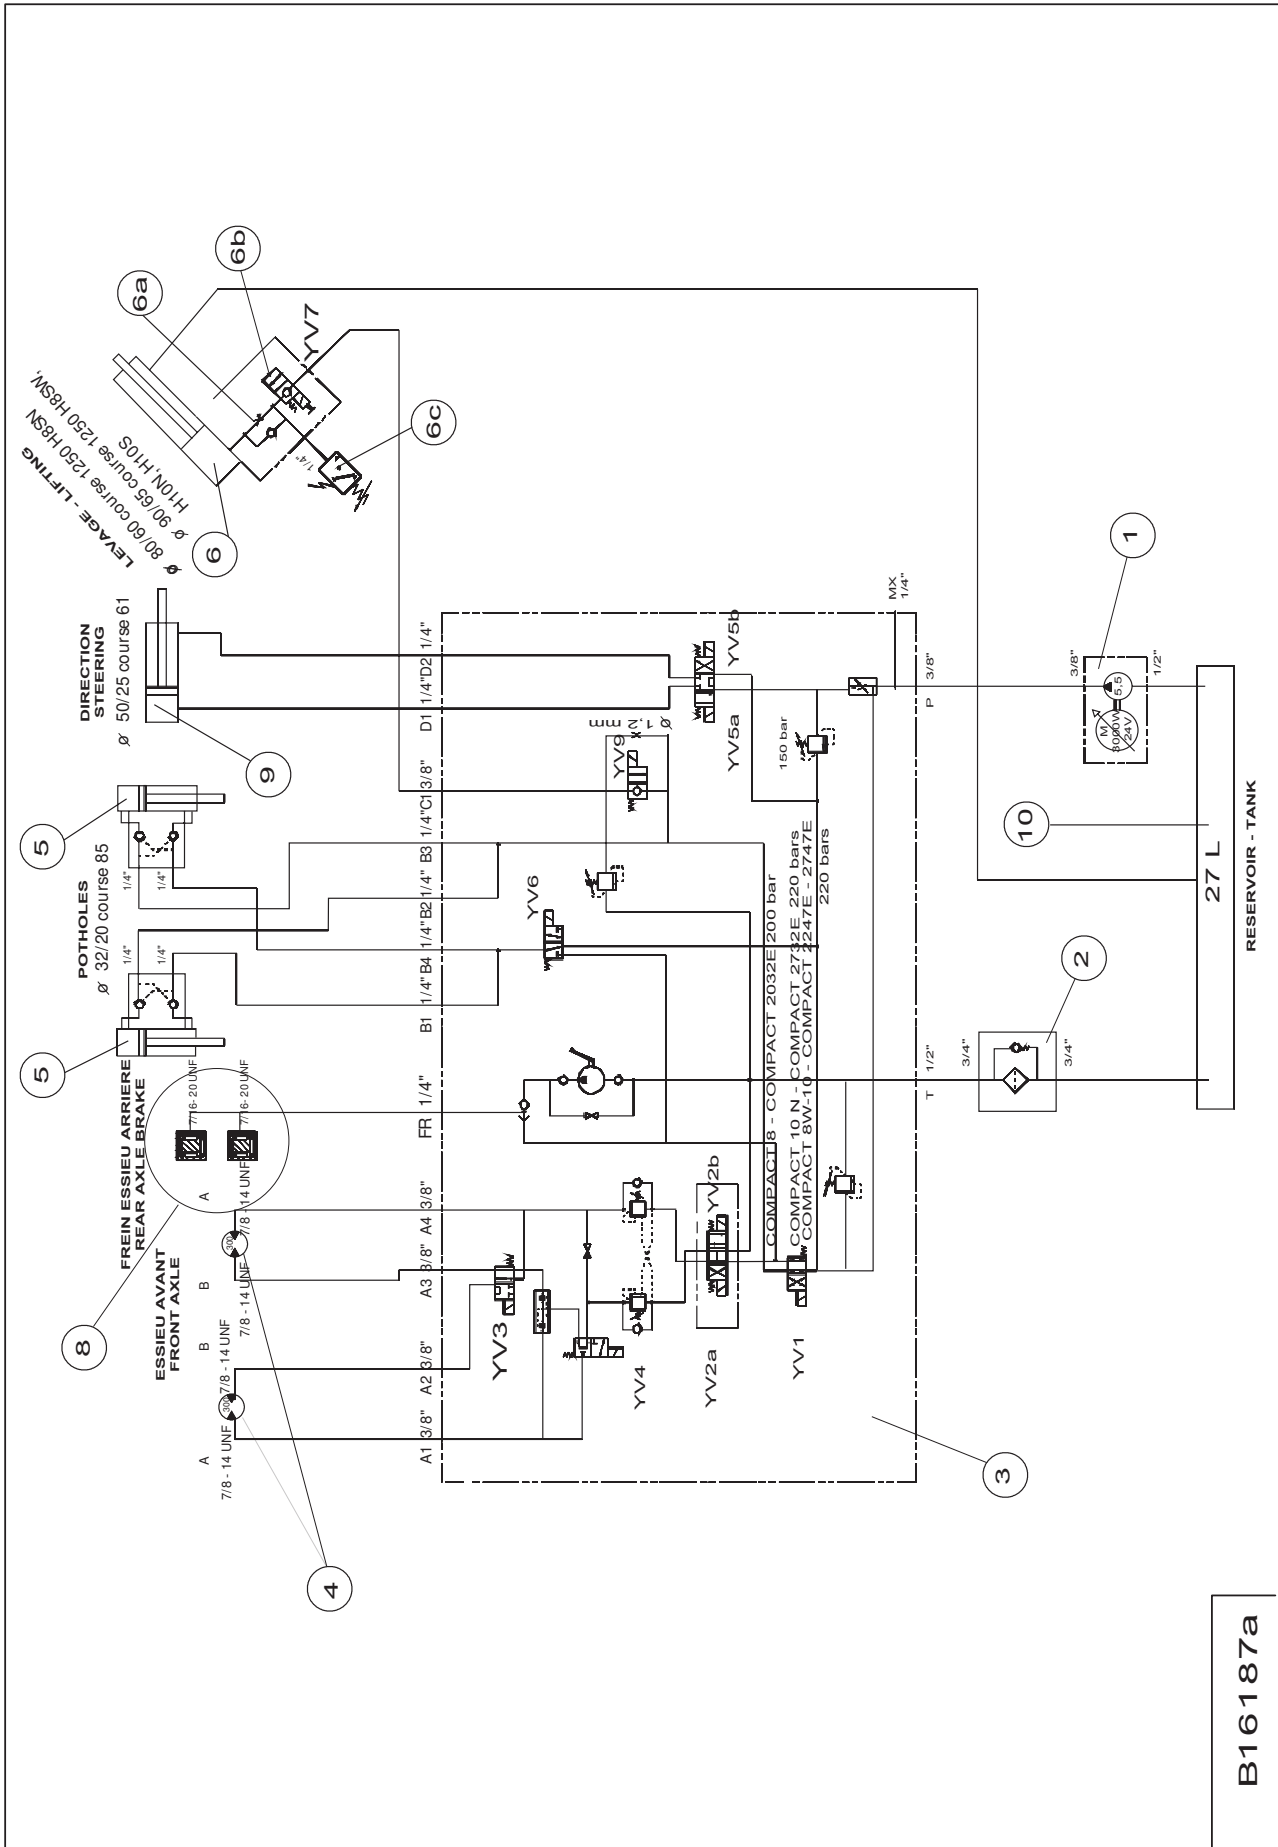 LEVAGE - LIFTING
ø 80/60 course 1250 H8SN
ø 90/65 course 1250 H8SW,
H10N, H10S
6
6a
6b
6c
YV7
1/4"
DIRECTION
STEERING
ø 50/25 course 61
9
POTHOLES
ø 32/20 course 85
5
5
1/4"
1/4"
1/4"
1/4"
FREIN ESSIEU ARRIERE
REAR AXLE BRAKE
7/16-20 UNF
7/16-20 UNF
8
ESSIEU AVANT
FRONT AXLE
A
B
B
A
7/8 - 14 UNF
7/8 - 14 UNF
7/8 - 14 UNF
7/8 - 14 UNF
300
300
4
A1 3/8"
A2 3/8"
A3 3/8"
A4 3/8"
FR 1/4"
B1 1/4"
B4 1/4"
B2 1/4"
B3 1/4"
C1 3/8"
D1 1/4"
D2 1/4"
YV3
YV4
YV2a
YV2b
YV1
YV6
YV9
ø 1,2 mm
YV5a
YV5b
150 bar
COMPACT 8 - COMPACT 2032E 200 bar
COMPACT 10 N - COMPACT 2732E 220 bars
COMPACT 8W-10 - COMPACT 2247E - 2747E
220 bars
3
MX
1/4"
P 3/8"
T 1/2"
3/8"
1/2"
M
3000W
24V
5,5
1
3/4"
3/4"
2
10
27 L
RESERVOIR - TANK
B16187a